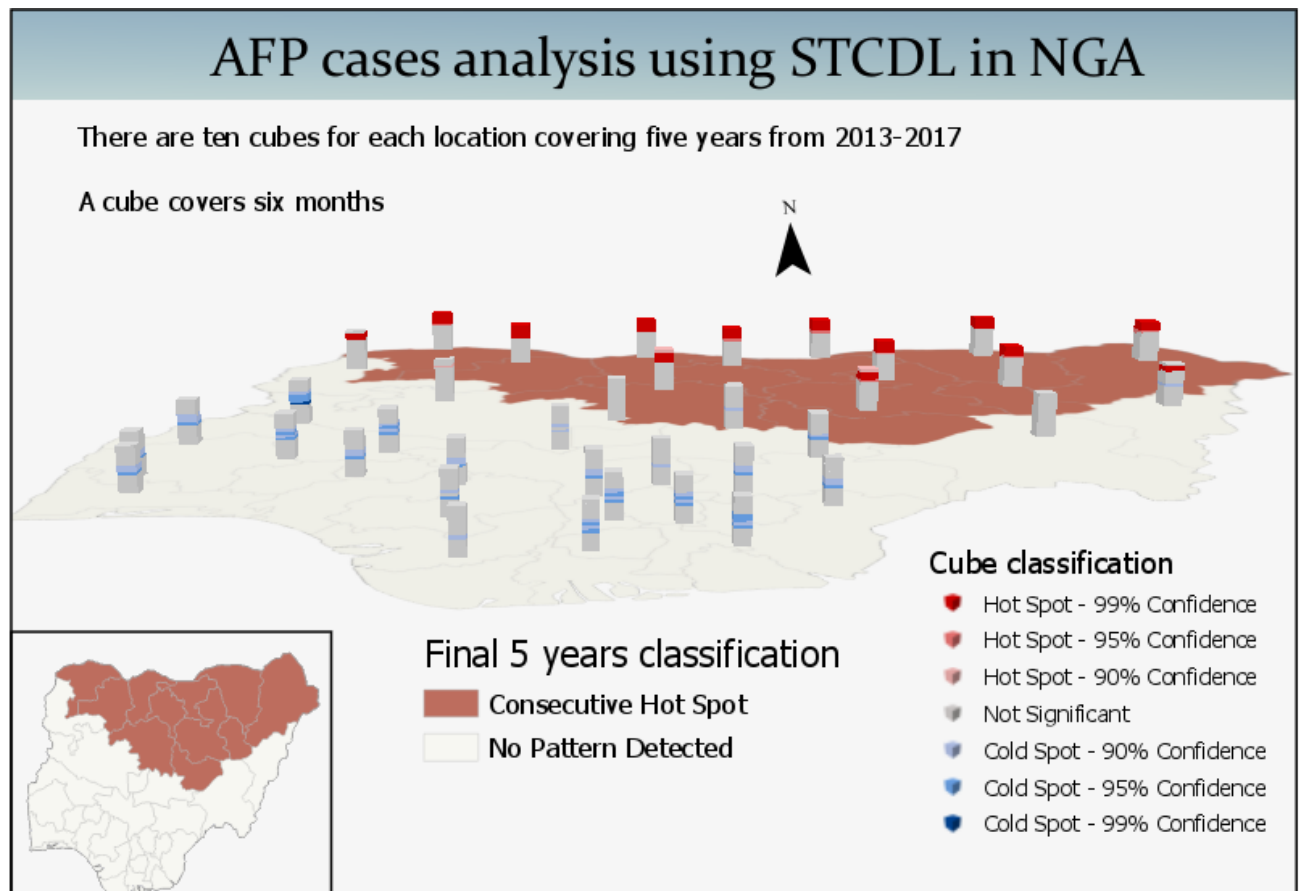 AFP cases analysis using STCDL in NGA
There are ten cubes for each location covering five years from 2013-2017
A cube covers six months
N
Cube classification
Hot Spot - 99% Confidence
Hot Spot - 95% Confidence
Hot Spot - 90% Confidence
Not Significant
Cold Spot - 90% Confidence
Cold Spot - 95% Confidence
Cold Spot - 99% Confidence
Final 5 years classification
Consecutive Hot Spot
No Pattern Detected